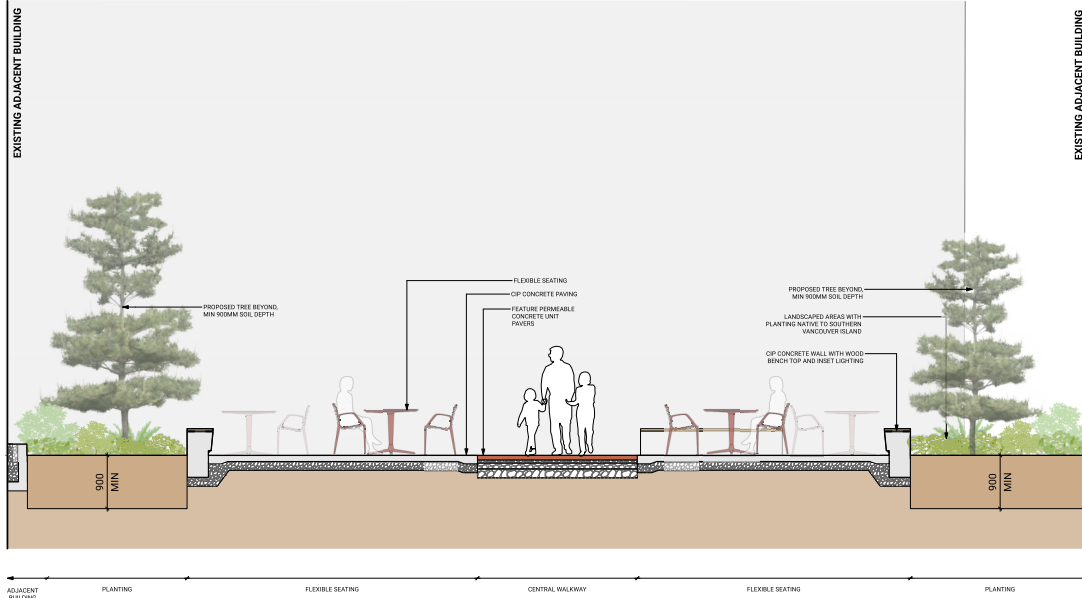 EXISTING ADJACENT BUILDING
EXISTING ADJACENT BUILDING
FLEXIBLE SEATING
CIP CONCRETE PAVING
FEATURE PERMEABLE
CONCRETE UNIT
PAVERS
PROPOSED TREE BEYOND,
MIN 900MM SOIL DEPTH
PROPOSED TREE BEYOND,
MIN 900MM SOIL DEPTH
LANDSCAPED AREAS WITH
PLANTING NATIVE TO SOUTHERN
VANCOUVER ISLAND
CIP CONCRETE WALL WITH WOOD
BENCH TOP AND INSET LIGHTING
900
MIN
900
MIN
ADJACENT
BUILDING
PLANTING
FLEXIBLE SEATING
CENTRAL WALKWAY
FLEXIBLE SEATING
PLANTING